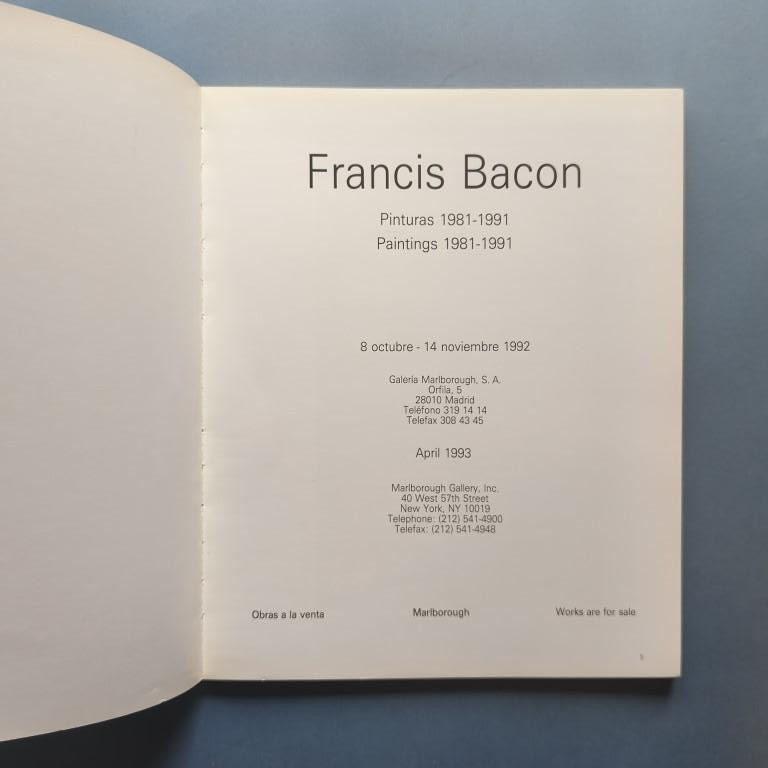 Francis Bacon
Pinturas 1981-1991
Paintings 1981-1991
8 octubre - 14 noviembre 1992
Galería Marlborough, S. A.
Orfila, 5
28010 Madrid
Teléfono 319 14 14
Telefax 308 43 45
April 1993
Marlborough Gallery, Inc.
40 West 57th Street
New York, NY 10019
Telephone: (212) 541-4900
Telefax: (212) 541-4948
Obras a la venta
Marlborough
Works are for sale